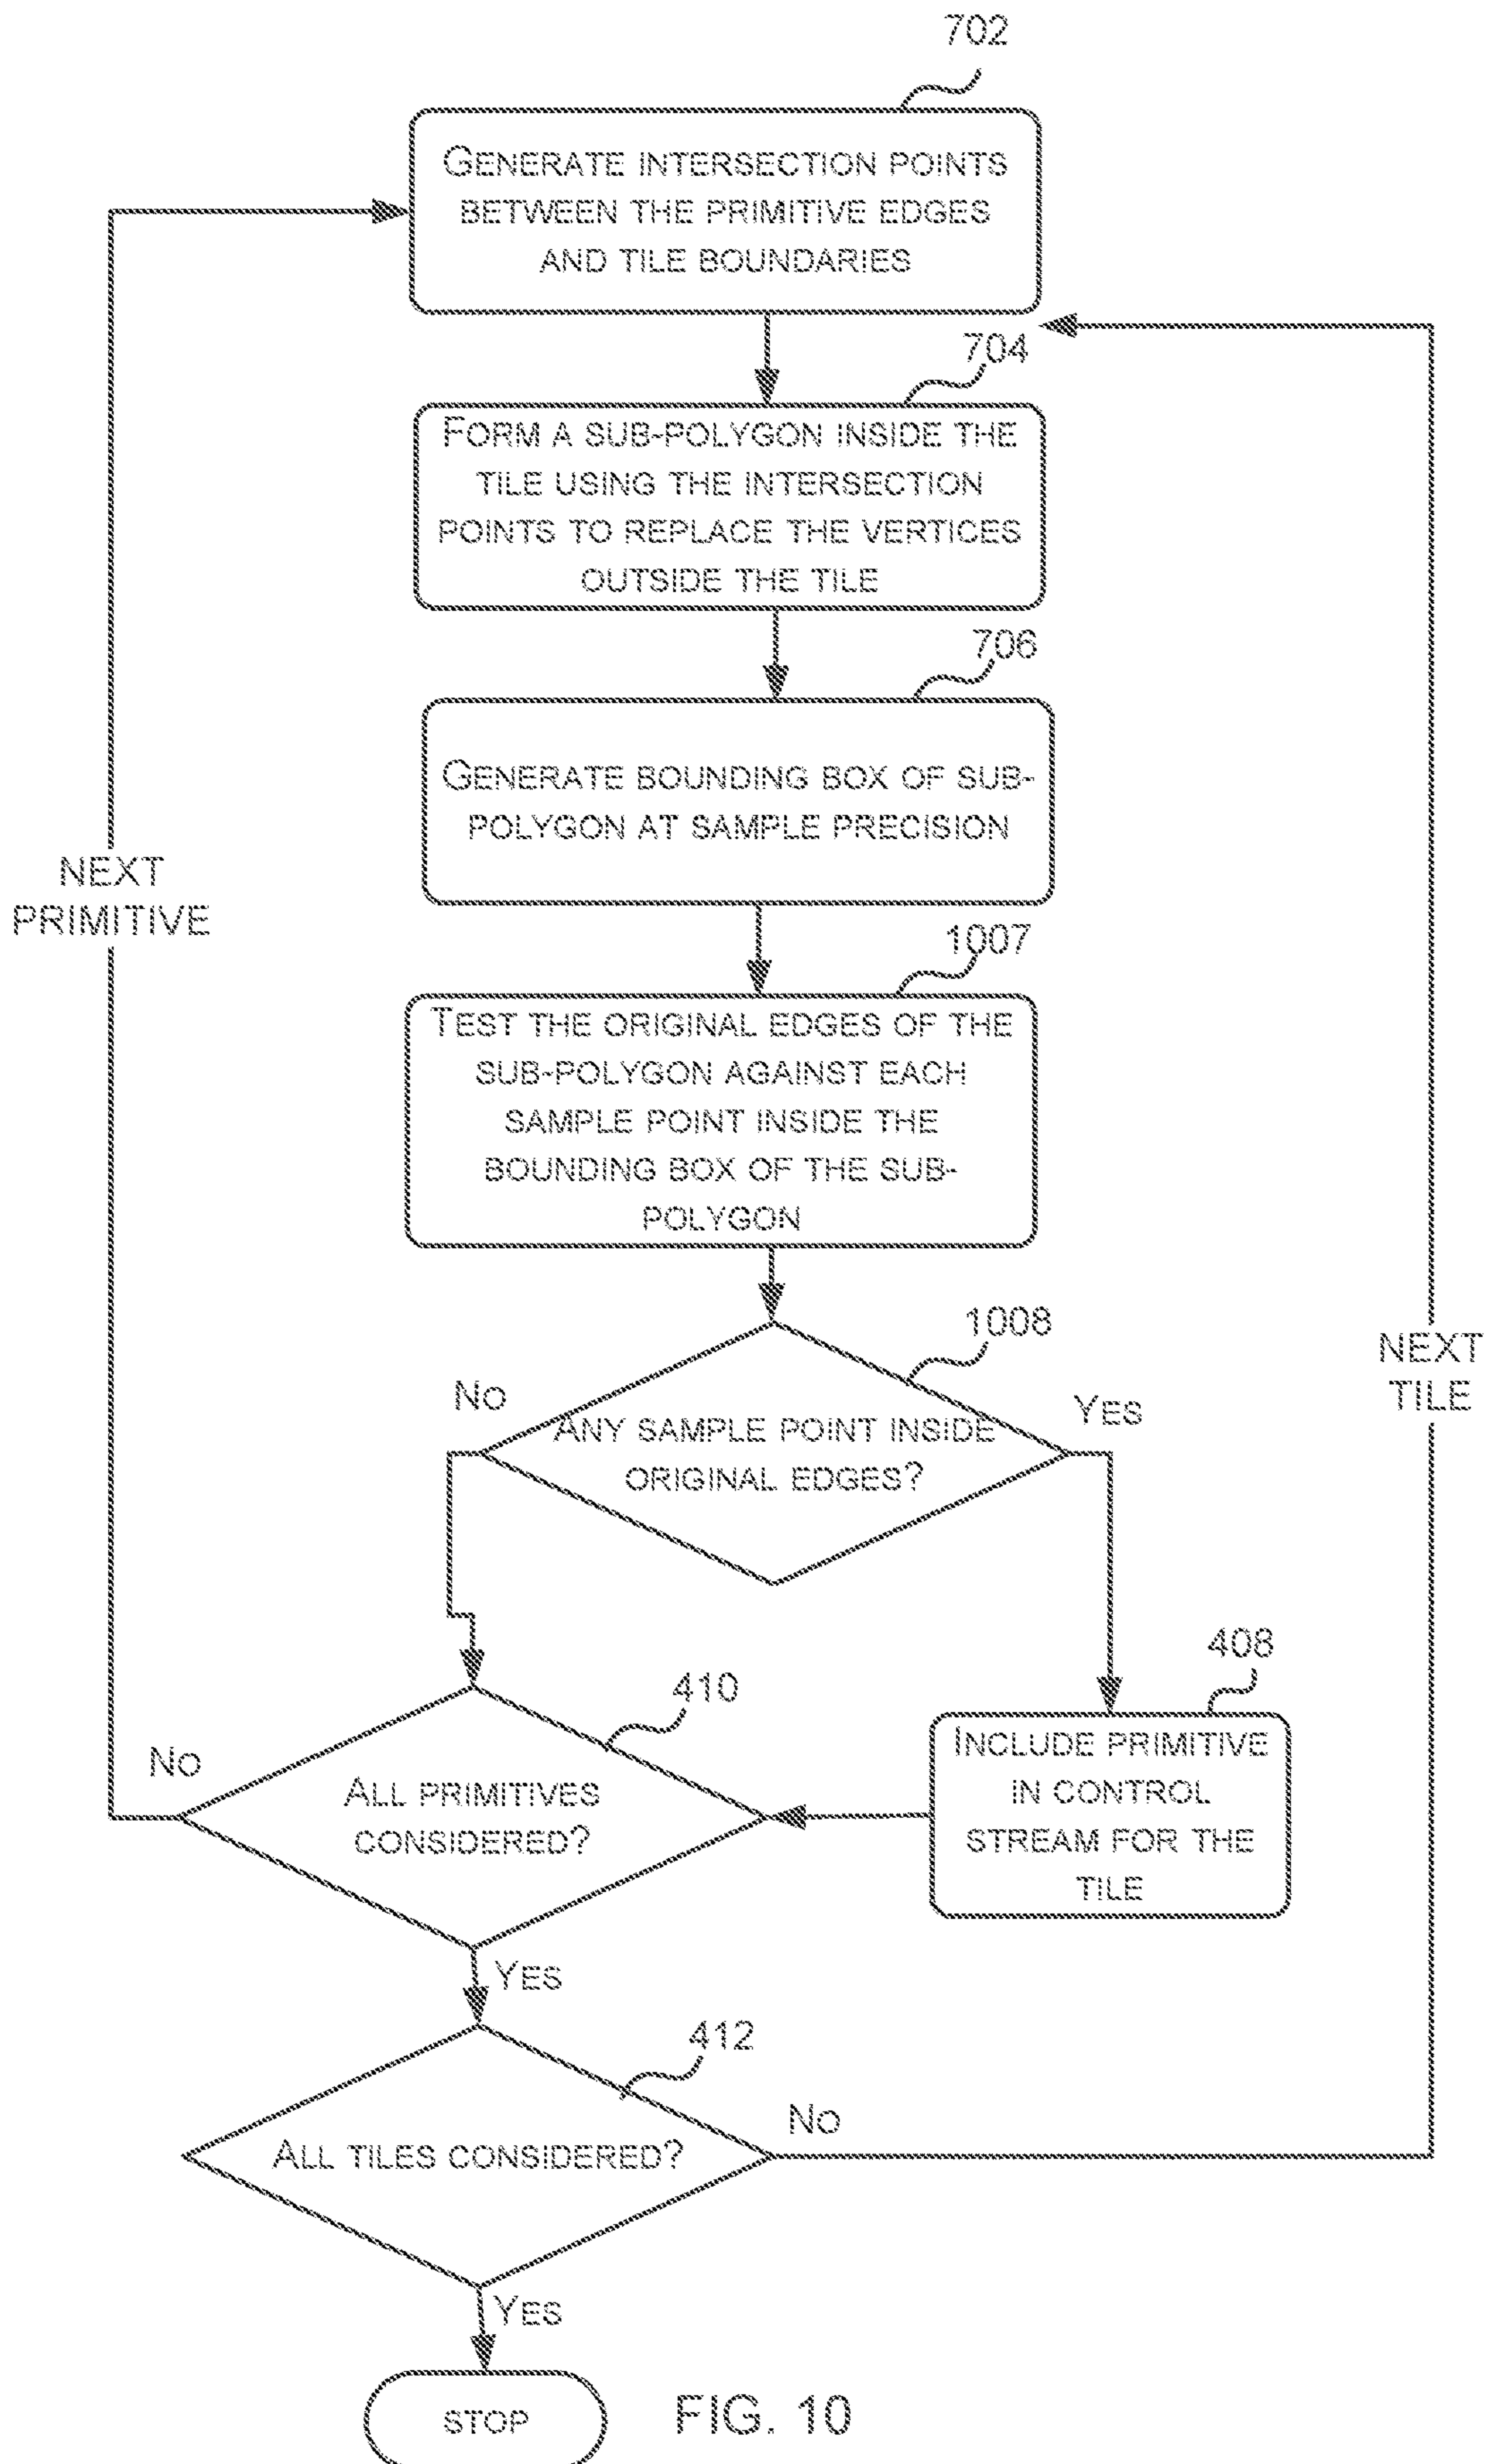 702
GENERATE INTERSECTION POINTS
BETWEEN THE PRIMITIVE EDGES
AND TILE BOUNDARIES
704
FORM A SUB-POLYGON INSIDE THE
TILE USING THE INTERSECTION
POINTS TO REPLACE THE VERTICES
OUTSIDE THE TILE
706
GENERATE BOUNDING BOX OF SUB-
POLYGON AT SAMPLE PRECISION
NEXT
PRIMITIVE
1007
TEST THE ORIGINAL EDGES OF THE
SUB-POLYGON AGAINST EACH
SAMPLE POINT INSIDE THE
BOUNDING BOX OF THE SUB-
POLYGON
1008
NEXT
TILE
NO
YES
ANY SAMPLE POINT INSIDE
ORIGINAL EDGES?
408
410
INCLUDE PRIMITIVE
IN CONTROL
STREAM FOR THE
TILE
NO
ALL PRIMITIVES
CONSIDERED?
YES
412
NO
ALL TILES CONSIDERED?
YES
STOP
FIG. 10